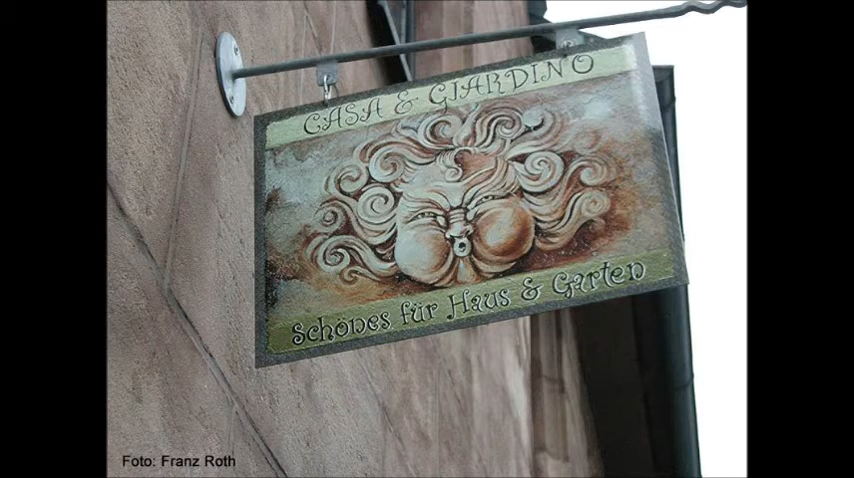 CASA & GIARDINO
Schönes für Haus & Garten
Foto: Franz Roth